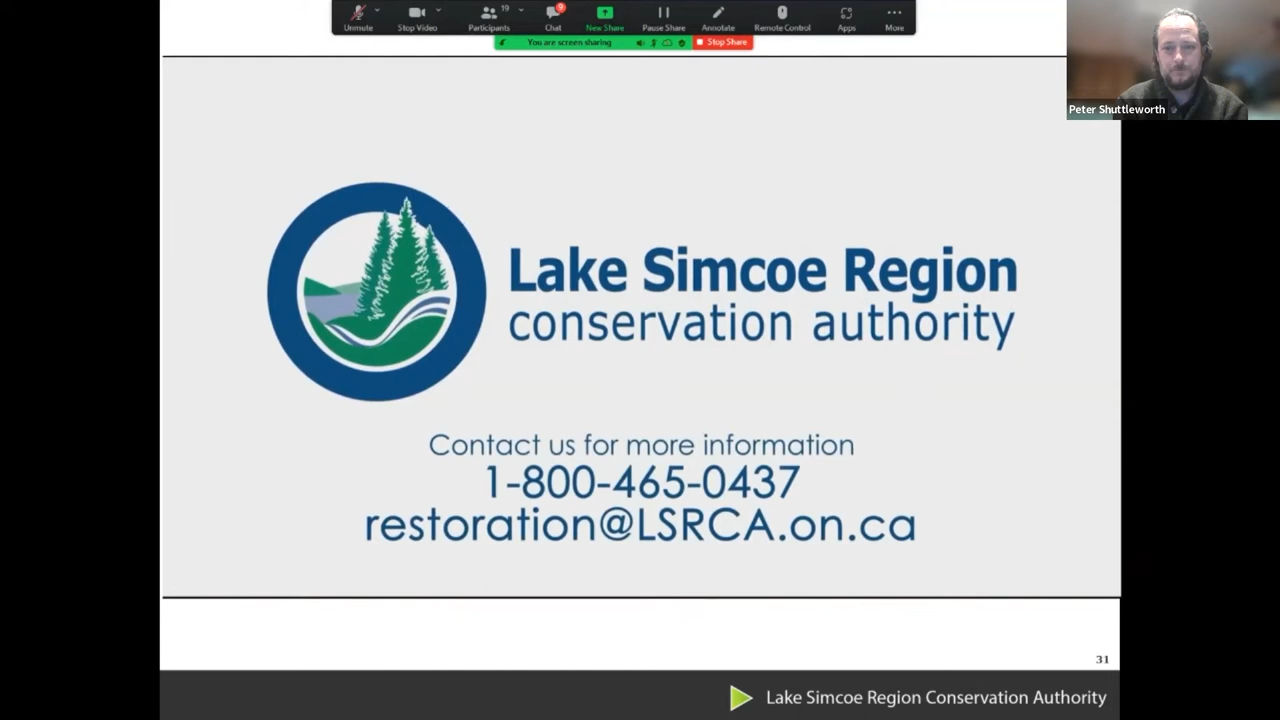 19
9
Unmute
Stop Video
Participants
Chat
New Share
Pause Share
Annotate
Remote Control
Apps
More
You are screen sharing
Stop Share
Peter Shuttleworth
Lake Simcoe Region
conservation authority
Contact us for more information
1-800-465-0437
restoration@LSRCA.on.ca
31
Lake Simcoe Region Conservation Authority